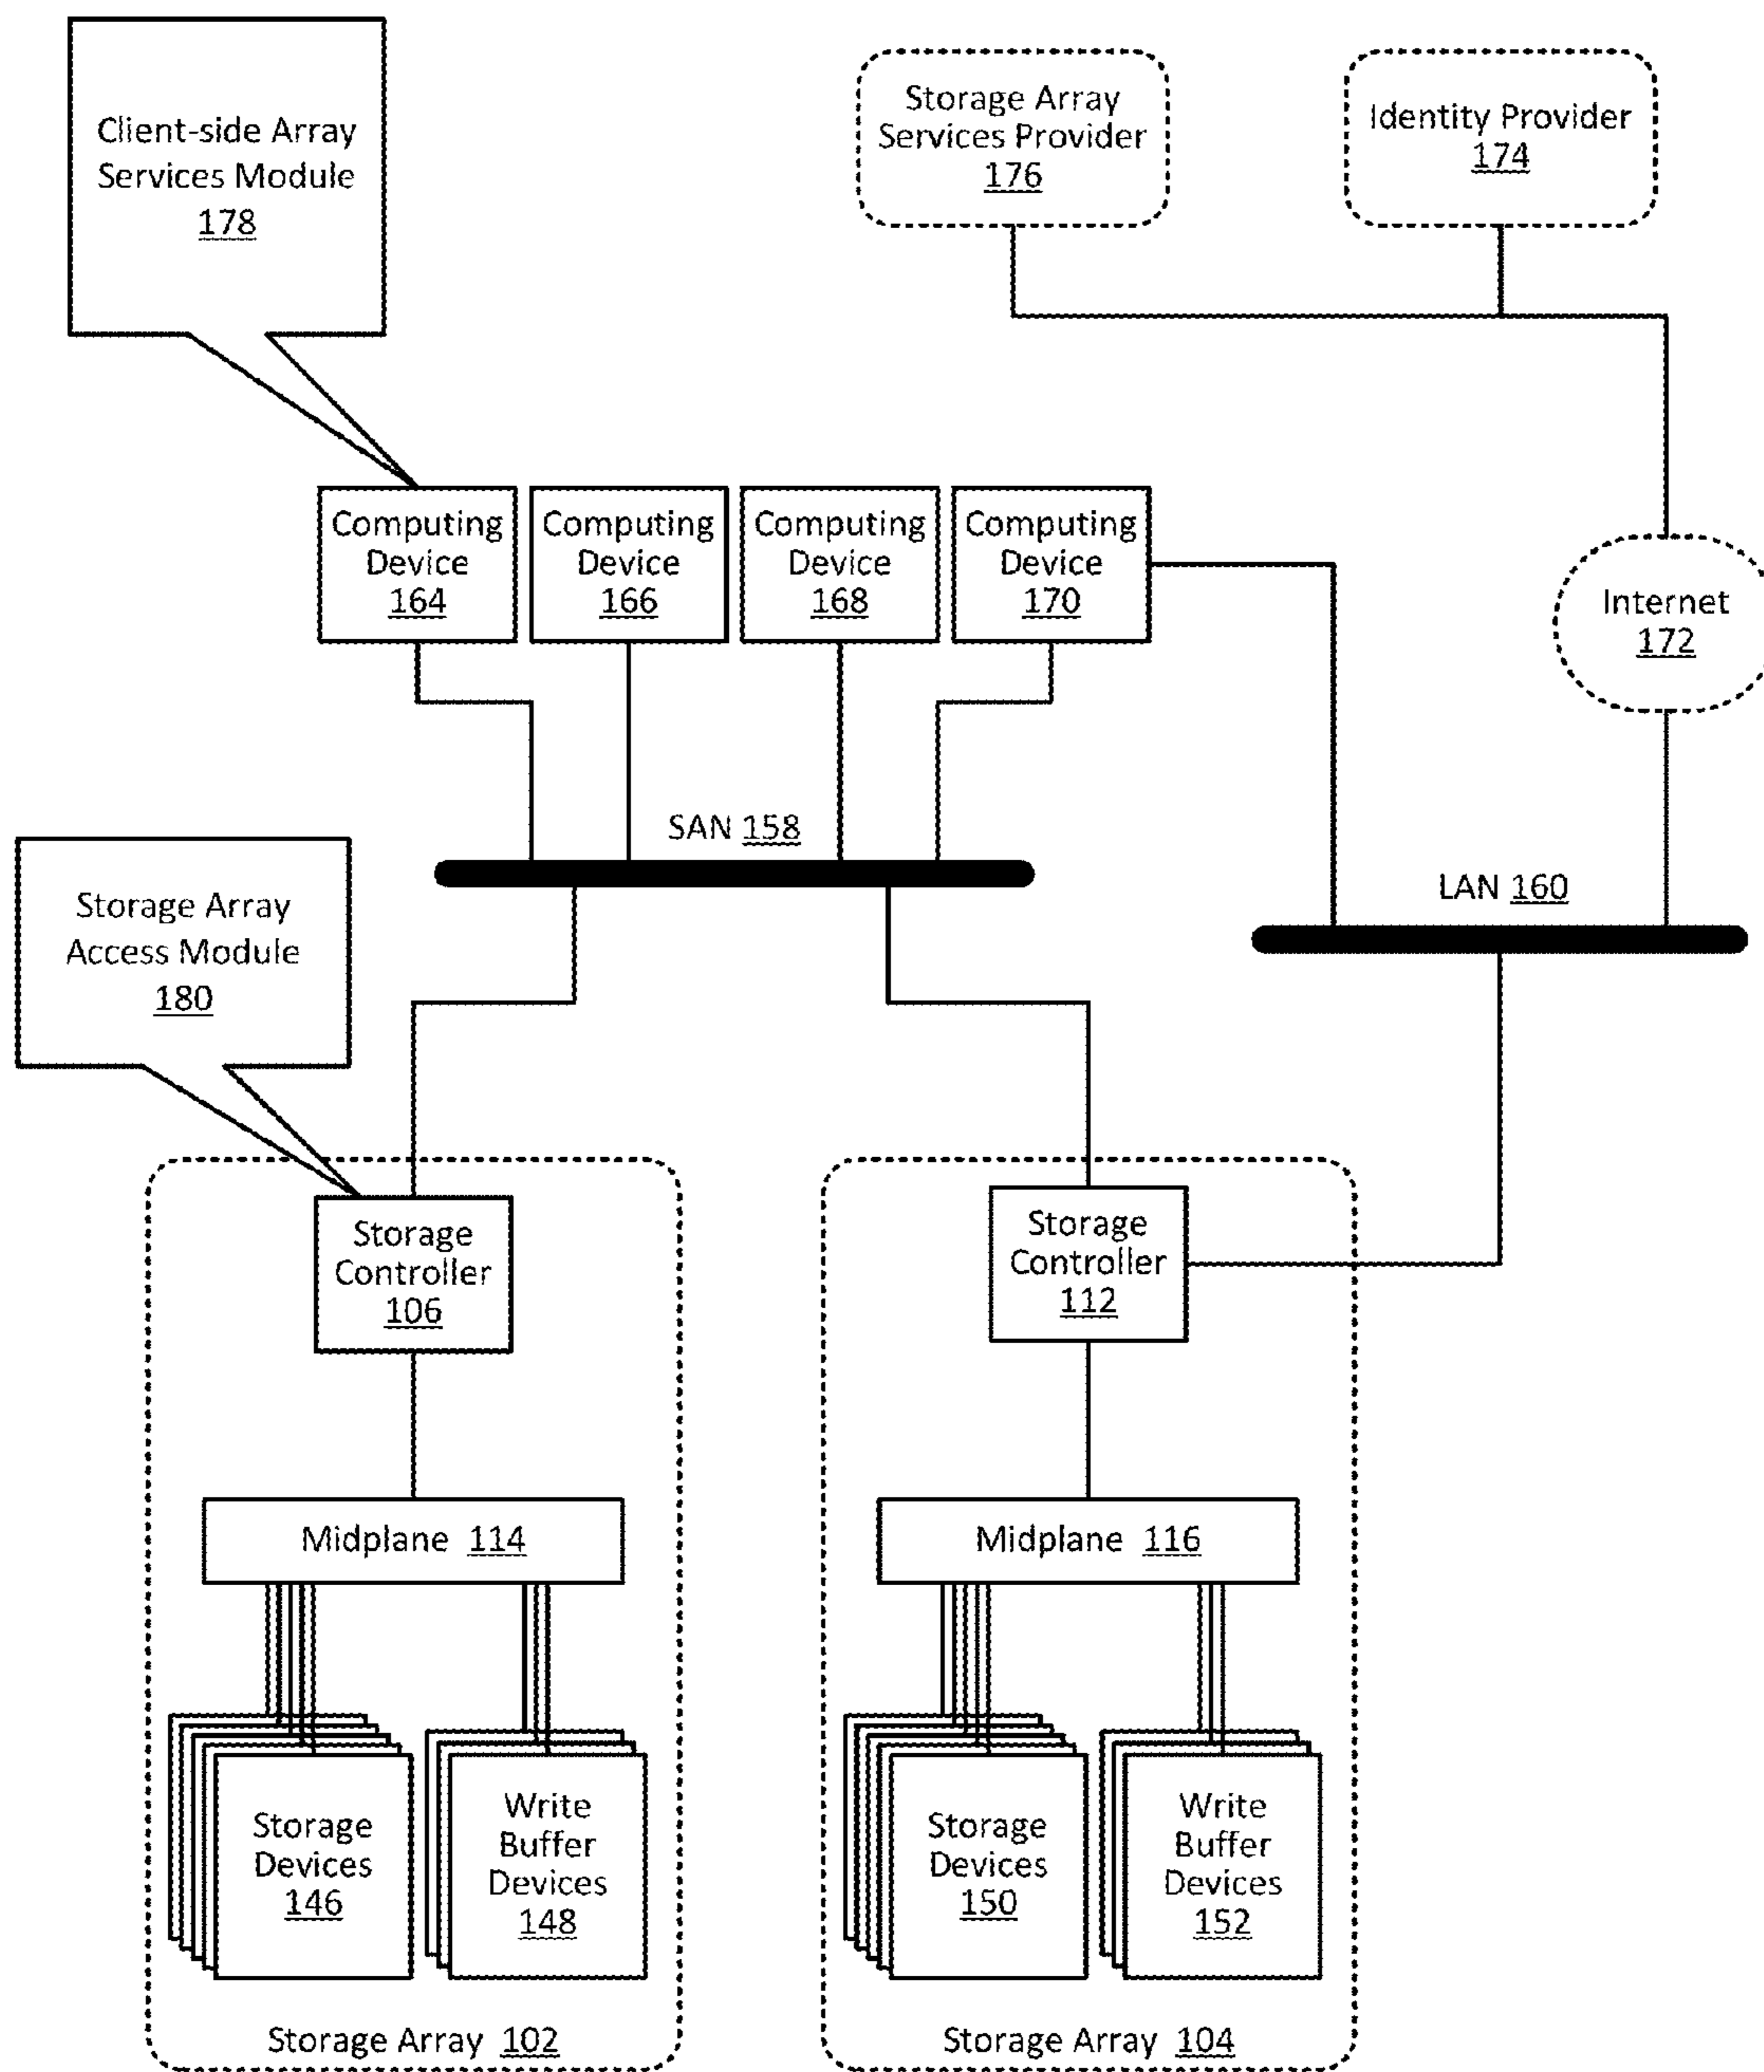 Client-side Array
Services Module
178
Storage Array
Services Provider
176
Identity Provider
174
Computing
Device
164
Computing
Device
166
Computing
Device
168
Computing
Device
170
Internet
172
SAN 158
LAN 160
Storage Array
Access Module
180
Storage
Controller
106
Storage
Controller
112
Midplane 114
Midplane 116
Storage
Devices
146
Write
Buffer
Devices
148
Storage
Devices
150
Write
Buffer
Devices
152
Storage Array 102
Storage Array 104